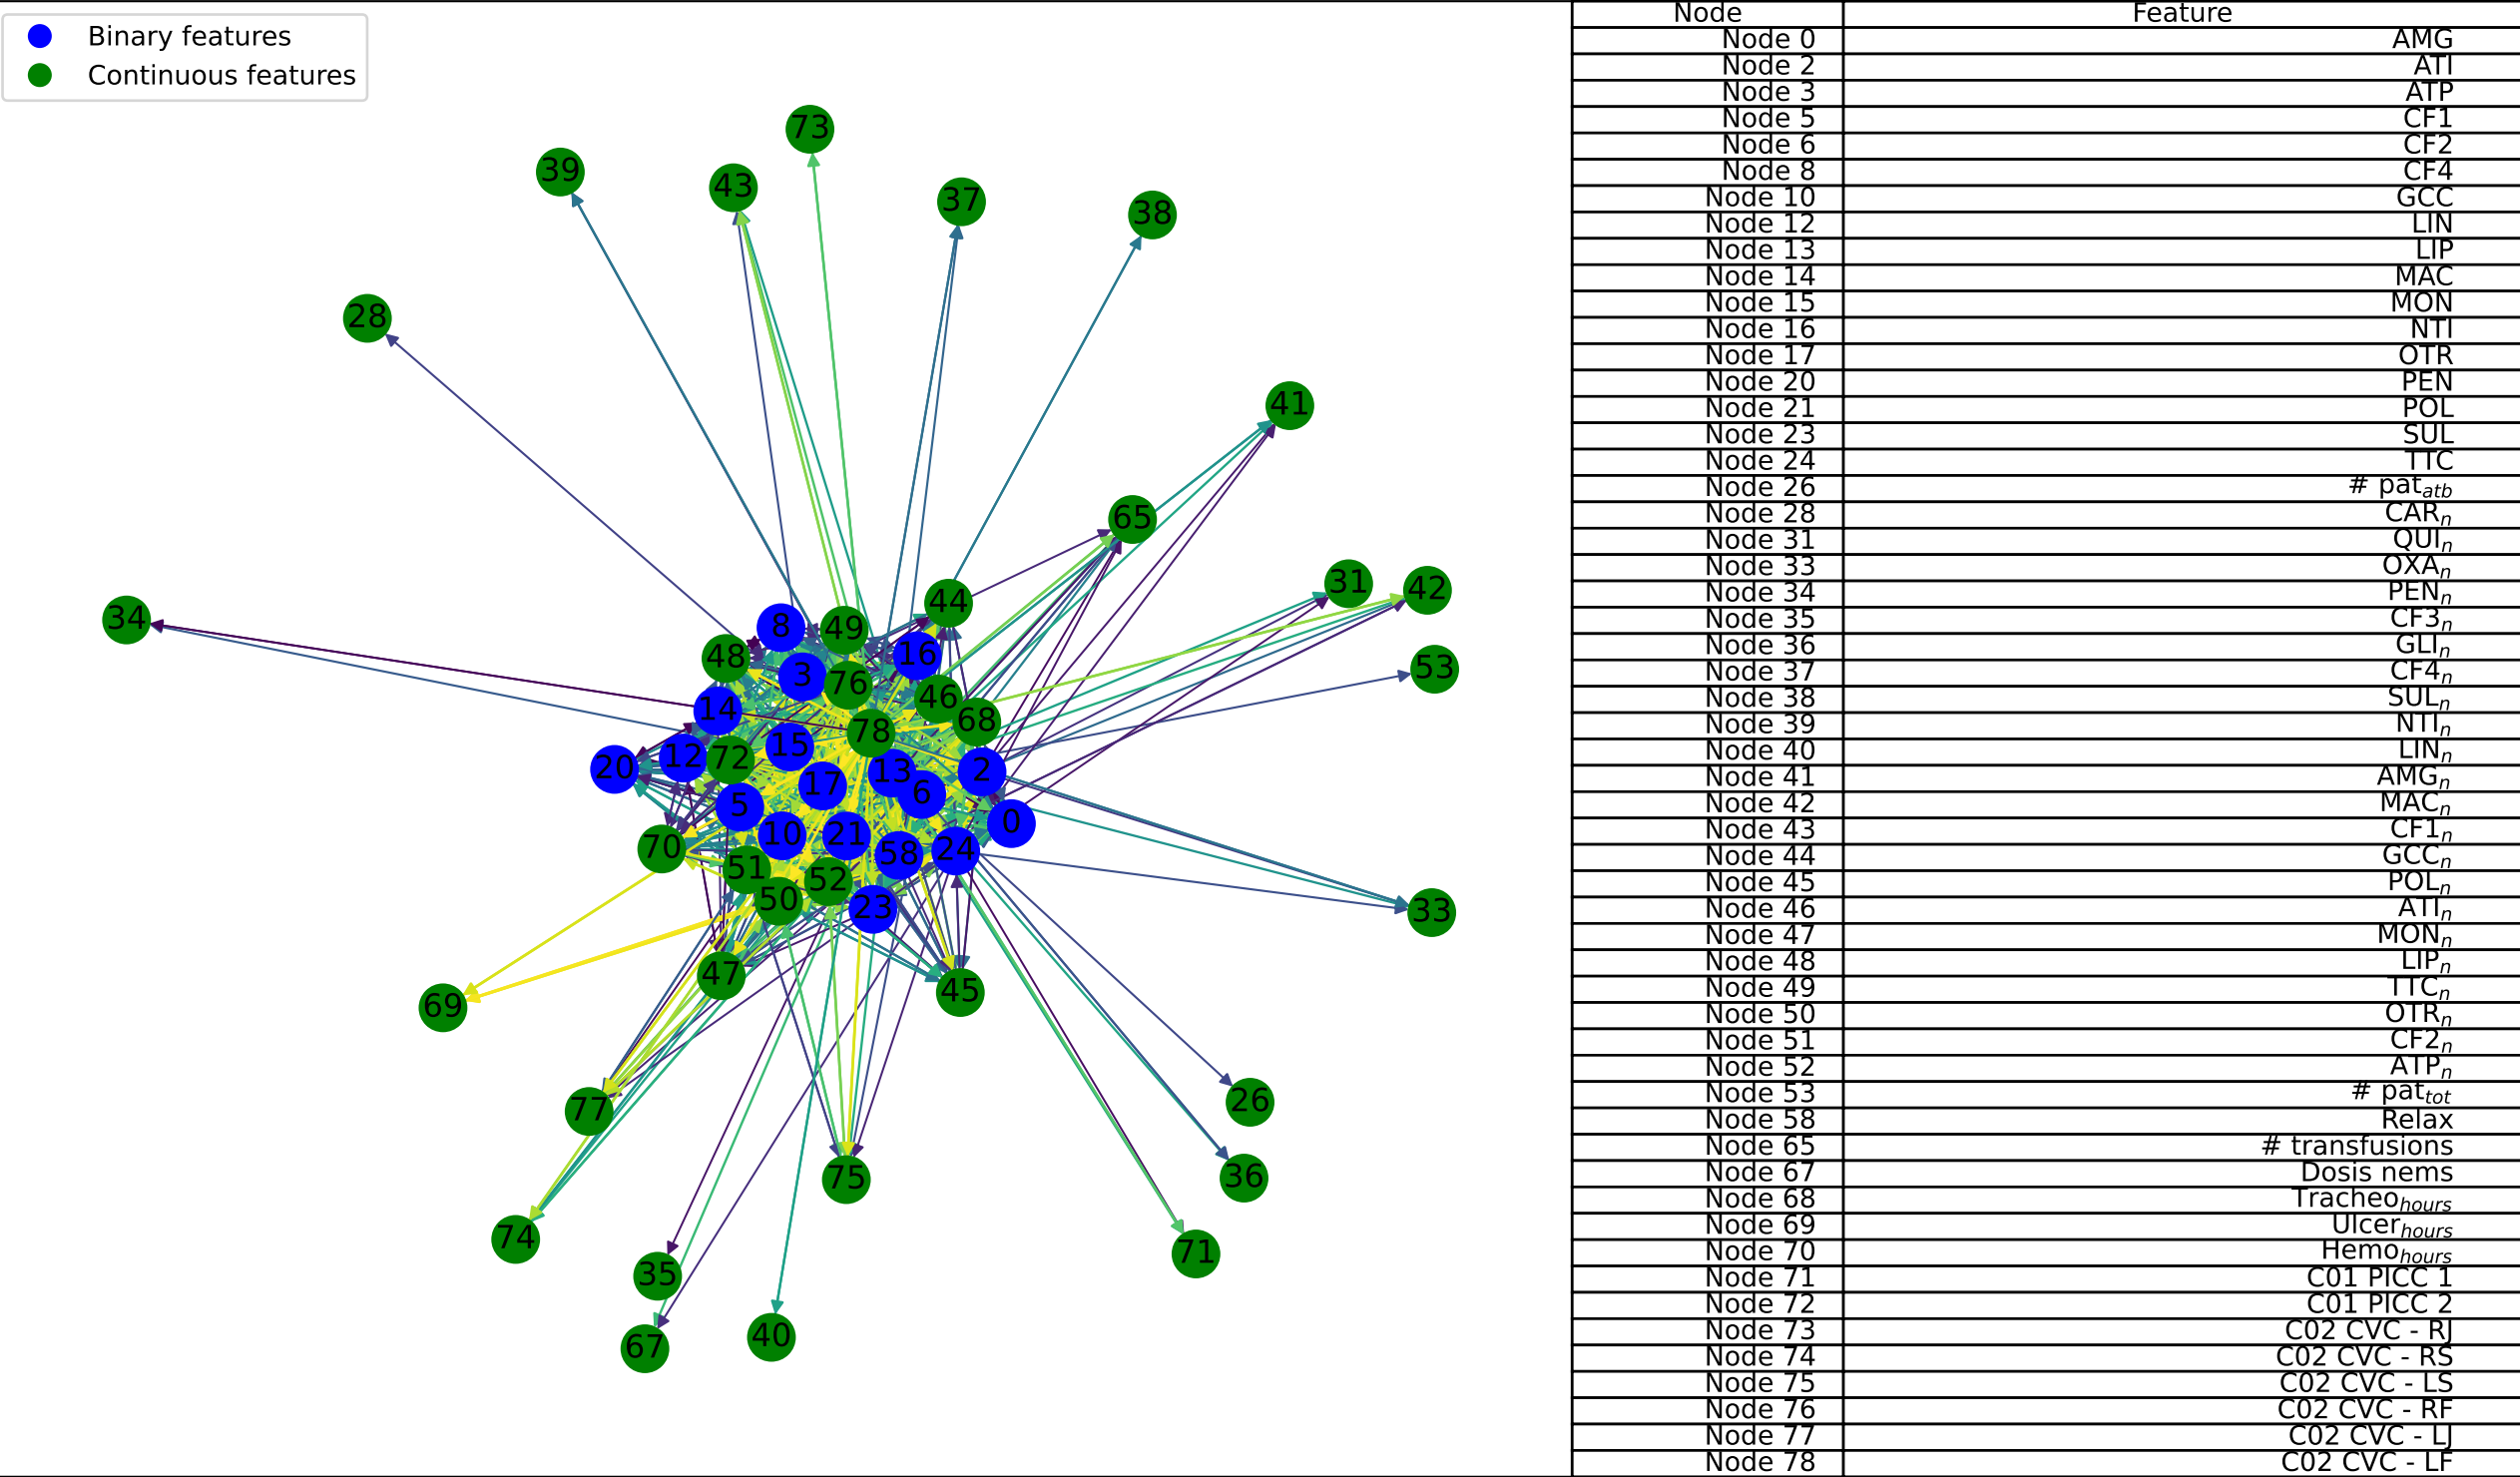 Binary features
Continuous features
73
39
43
37
38
28
41
65
31
42
44
34
8
49
48
16
53
3
76
46
14
68
78
15
12
72
20
13
2
17
6
5
0
10
21
70
58
24
51
52
50
23
33
47
45
69
26
77
75
36
74
71
35
40
67
Node Feature
Node 0 AMG
Node 2 ATI
Node 3 ATP
Node 5 CF1
Node 6 CF2
Node 8 CF4
Node 10 GCC
Node 12 LIN
Node 13 LIP
Node 14 MAC
Node 15 MON
Node 16 NTI
Node 17 OTR
Node 20 PEN
Node 21 POL
Node 23 SUL
Node 24 TTC
Node 26 # pat_atb
Node 28 CAR_n
Node 31 QUI_n
Node 33 OXA_n
Node 34 PEN_n
Node 35 CF3_n
Node 36 GLI_n
Node 37 CF4_n
Node 38 SUL_n
Node 39 NTI_n
Node 40 LIN_n
Node 41 AMG_n
Node 42 MAC_n
Node 43 CF1_n
Node 44 GCC_n
Node 45 POL_n
Node 46 ATI_n
Node 47 MON_n
Node 48 LIP_n
Node 49 TTC_n
Node 50 OTR_n
Node 51 CF2_n
Node 52 ATP_n
Node 53 # pat_tot
Node 58 Relax
Node 65 # transfusions
Node 67 Dosis nems
Node 68 Tracheo_hours
Node 69 Ulcer_hours
Node 70 Hemo_hours
Node 71 C01 PICC 1
Node 72 C01 PICC 2
Node 73 C02 CVC - RJ
Node 74 C02 CVC - RS
Node 75 C02 CVC - LS
Node 76 C02 CVC - RF
Node 77 C02 CVC - LJ
Node 78 C02 CVC - LF